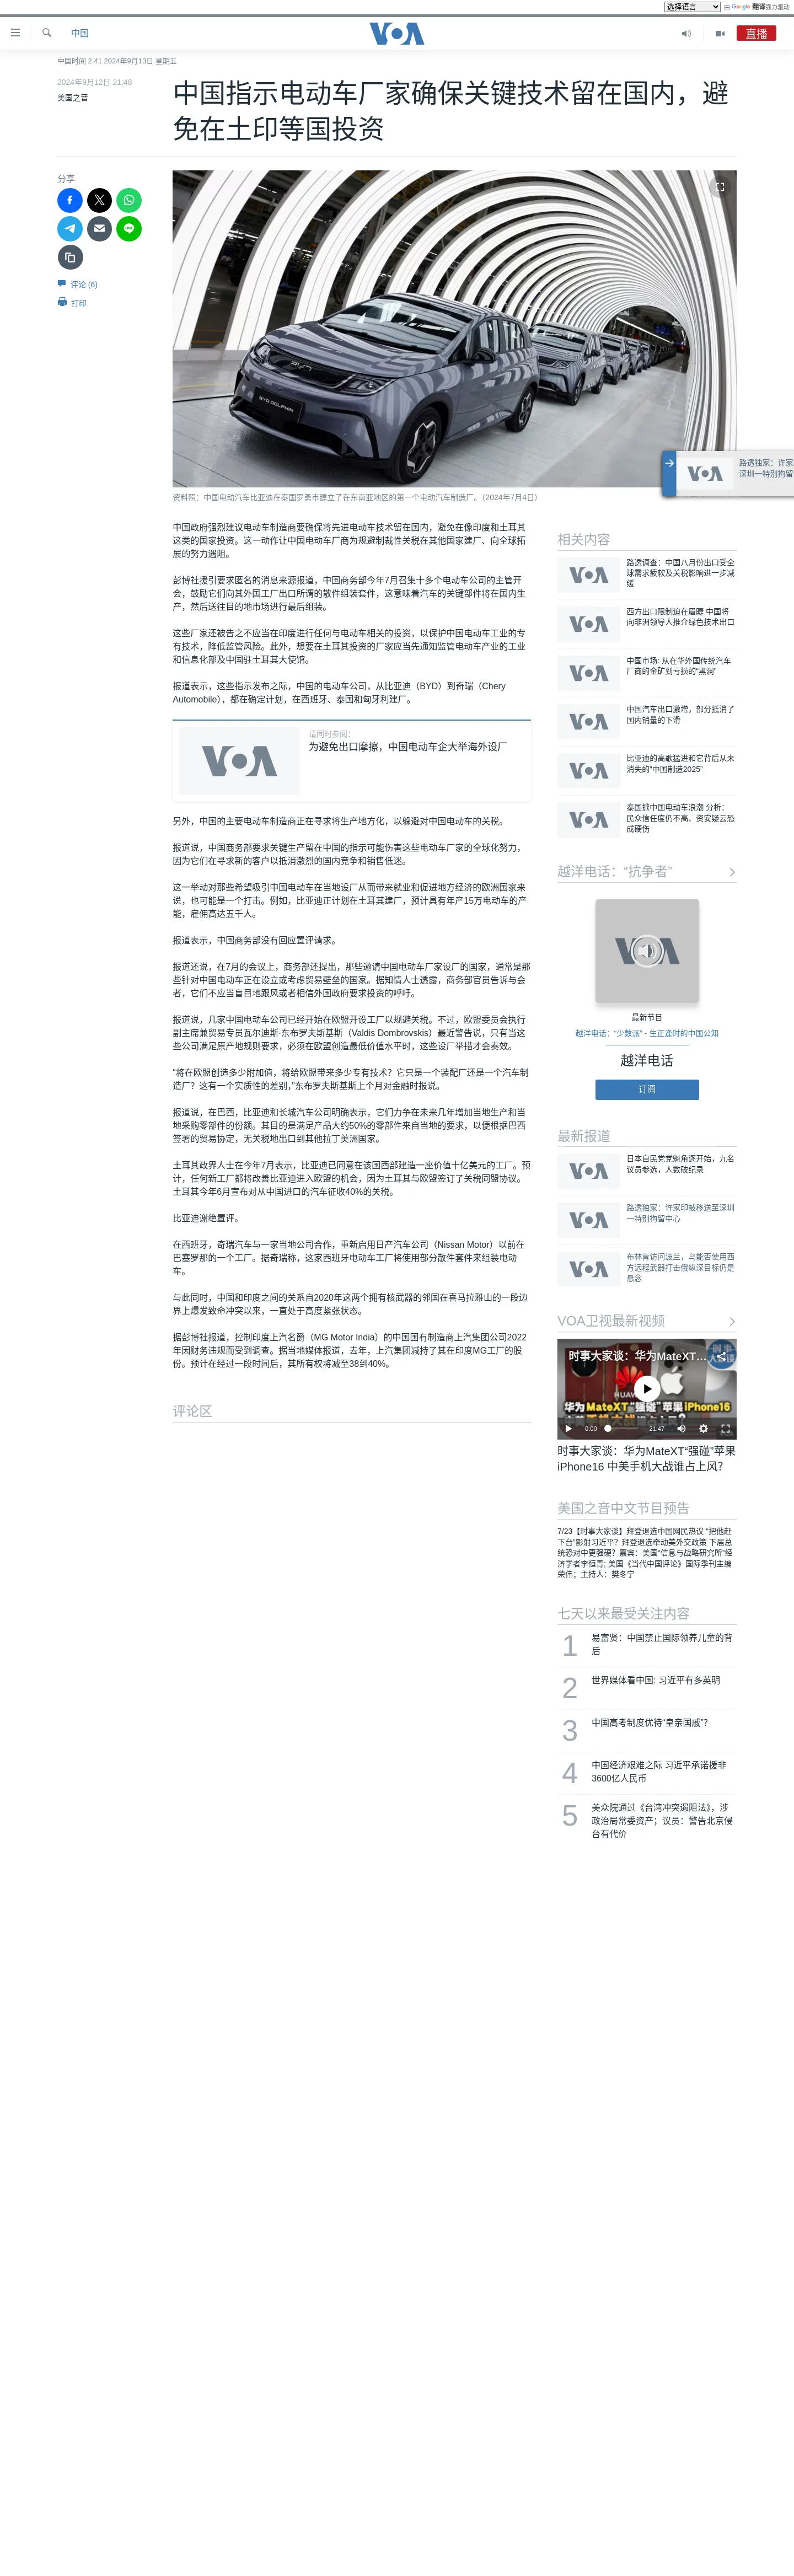 选择语言
由 Google 翻译强力驱动
中国
VOA
直播
中国时间 2:41 2024年9月13日 星期五
2024年9月12日 21:48
美国之音
中国指示电动车厂家确保关键技术留在国内，避
免在土印等国投资
分享
评论 (6)
打印
BYD DOLPHIN
资料照：中国电动汽车比亚迪在泰国罗勇市建立了在东南亚地区的第一个电动汽车制造厂。(2024年7月4日）
VOA
路透独家：许家
深圳一特别拘留
中国政府强烈建议电动车制造商要确保将先进电动车技术留在国内，避免在像印度和土耳其
这类的国家投资。这一动作让中国电动车厂商为规避制裁性关税在其他国家建厂、向全球拓
展的努力遇阻。
彭博社援引要求匿名的消息来源报道，中国商务部今年7月召集十多个电动车公司的主管开
会，鼓励它们向其外国工厂出口所谓的散件组装套件，这意味着汽车的关键部件将在国内生
产，然后送往目的地市场进行最后组装。
这些厂家还被告之不应当在印度进行任何与电动车相关的投资，以保护中国电动车工业的专
有技术，降低监管风险。此外，想要在土耳其投资的厂家应当先通知监管电动车产业的工业
和信息化部及中国驻土耳其大使馆。
报道表示，这些指示发布之际，中国的电动车公司，从比亚迪（BYD）到奇瑞（Chery
Automobile），都在确定计划，在西班牙、泰国和匈牙利建厂。
VOA
请同时参阅：
为避免出口摩擦，中国电动车企大举海外设厂
另外，中国的主要电动车制造商正在寻求将生产地方化，以躲避对中国电动车的关税。
报道说，中国商务部要求关键生产留在中国的指示可能伤害这些电动车厂家的全球化努力，
因为它们在寻求新的客户以抵消激烈的国内竞争和销售低迷。
这一举动对那些希望吸引中国电动车在当地设厂从而带来就业和促进地方经济的欧洲国家来
说，也可能是一个打击。例如，比亚迪正计划在土耳其建厂，预计具有年产15万电动车的产
能，雇佣高达五千人。
报道表示，中国商务部没有回应置评请求。
报道还说，在7月的会议上，商务部还提出，那些邀请中国电动车厂家设厂的国家，通常是那
些针对中国电动车正在设立或考虑贸易壁垒的国家。据知情人士透露，商务部官员告诉与会
者，它们不应当盲目地跟风或者相信外国政府要求投资的呼吁。
报道说，几家中国电动车公司已经开始在欧盟开设工厂以规避关税。不过，欧盟委员会执行
副主席兼贸易专员瓦尔迪斯·东布罗夫斯基斯（Valdis Dombrovskis）最近警告说，只有当这
些公司满足原产地规则要求，必须在欧盟创造最低价值水平时，这些设厂举措才会奏效。
“将在欧盟创造多少附加值，将给欧盟带来多少专有技术？它只是一个装配厂还是一个汽车制
造厂？这有一个实质性的差别，”东布罗夫斯基斯上个月对金融时报说。
报道说，在巴西，比亚迪和长城汽车公司明确表示，它们力争在未来几年增加当地生产和当
地采购零部件的份额。其目的是满足产品大约50%的零部件来自当地的要求，以便根据巴西
签署的贸易协定，无关税地出口到其他拉丁美洲国家。
土耳其政界人士在今年7月表示，比亚迪已同意在该国西部建造一座价值十亿美元的工厂。预
计，任何新工厂都将改善比亚迪进入欧盟的机会，因为土耳其与欧盟签订了关税同盟协议。
土耳其今年6月宣布对从中国进口的汽车征收40%的关税。
比亚迪谢绝置评。
在西班牙，奇瑞汽车与一家当地公司合作，重新启用日产汽车公司（Nissan Motor）以前在
巴塞罗那的一个工厂。据奇瑞称，这家西班牙电动车工厂将使用部分散件套件来组装电动
车。
与此同时，中国和印度之间的关系自2020年这两个拥有核武器的邻国在喜马拉雅山的一段边
界上爆发致命冲突以来，一直处于高度紧张状态。
据彭博社报道，控制印度上汽名爵（MG Motor India）的中国国有制造商上汽集团公司2022
年因财务违规而受到调查。据当地媒体报道，去年，上汽集团减持了其在印度MG工厂的股
份。预计在经过一段时间后，其所有权将减至38到40%。
评论区
相关内容
VOA
路透调查：中国八月份出口受全
球需求疲软及关税影响进一步减
缓
VOA
西方出口限制迫在眉睫 中国将
向非洲领导人推介绿色技术出口
VOA
中国市场: 从在华外国传统汽车
厂商的金矿到亏损的“黑洞”
VOA
中国汽车出口激增，部分抵消了
国内销量的下滑
VOA
比亚迪的高歌猛进和它背后从未
消失的“中国制造2025”
VOA
泰国掀中国电动车浪潮 分析：
民众信任度仍不高、资安疑云恐
成硬伤
越洋电话：“抗争者”
VOA
最新节目
越洋电话：“少数派” - 生正逢时的中国公知
越洋电话
订阅
最新报道
VOA
日本自民党党魁角逐开始，九名
议员参选，人数破纪录
VOA
路透独家：许家印被移送至深圳
一特别拘留中心
VOA
布林肯访问波兰，乌能否使用西
方远程武器打击俄纵深目标仍是
悬念
VOA卫视最新视频
时事大家谈：华为MateXT...
HUAWEI
华为MateXT“强碰”苹果iPhone16
0:00
21:47
时事大家谈：华为MateXT“强碰”苹果
iPhone16 中美手机大战谁占上风？
美国之音中文节目预告
7/23【时事大家谈】拜登退选中国网民热议 “把他赶
下台”影射习近平？拜登退选牵动美外交政策 下届总
统恐对中更强硬？嘉宾：美国“信息与战略研究所”经
济学者李恒青; 美国《当代中国评论》国际季刊主编
荣伟；主持人：樊冬宁
七天以来最受关注内容
1
易富贤：中国禁止国际领养儿童的背
后
2
世界媒体看中国: 习近平有多英明
3
中国高考制度优待“皇亲国戚”？
4
中国经济艰难之际 习近平承诺援非
3600亿人民币
5
美众院通过《台湾冲突遏阻法》，涉
政治局常委资产；议员：警告北京侵
台有代价